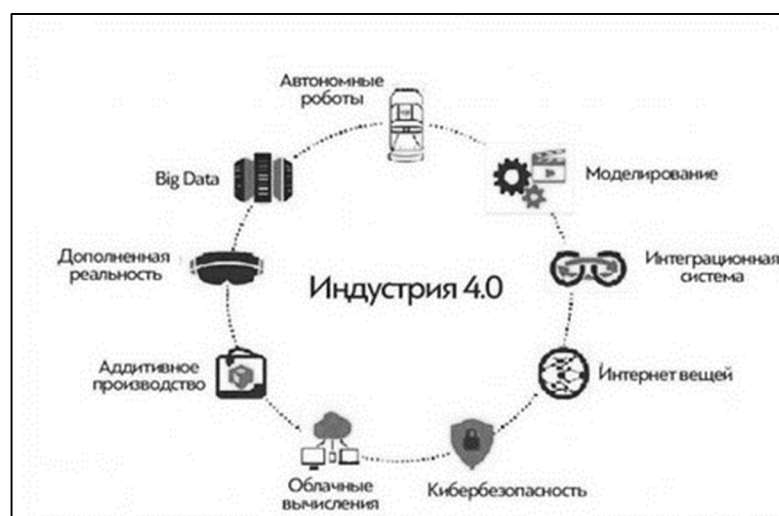 Автономные
роботы
Big Data
Моделирование
Дополненная
реальность
Интеграционная
система
Индустрия 4.0
Аддитивное
производство
Интернет вещей
Облачные
вычисления
Кибербезопасность